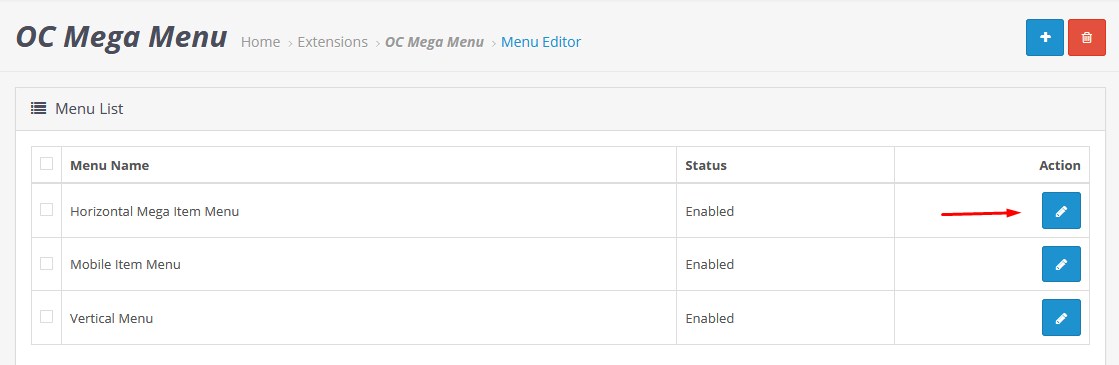 OC Mega Menu Home › Extensions › OC Mega Menu › Menu Editor
Menu List
Menu Name Status Action
Horizontal Mega Item Menu Enabled
Mobile Item Menu Enabled
Vertical Menu Enabled